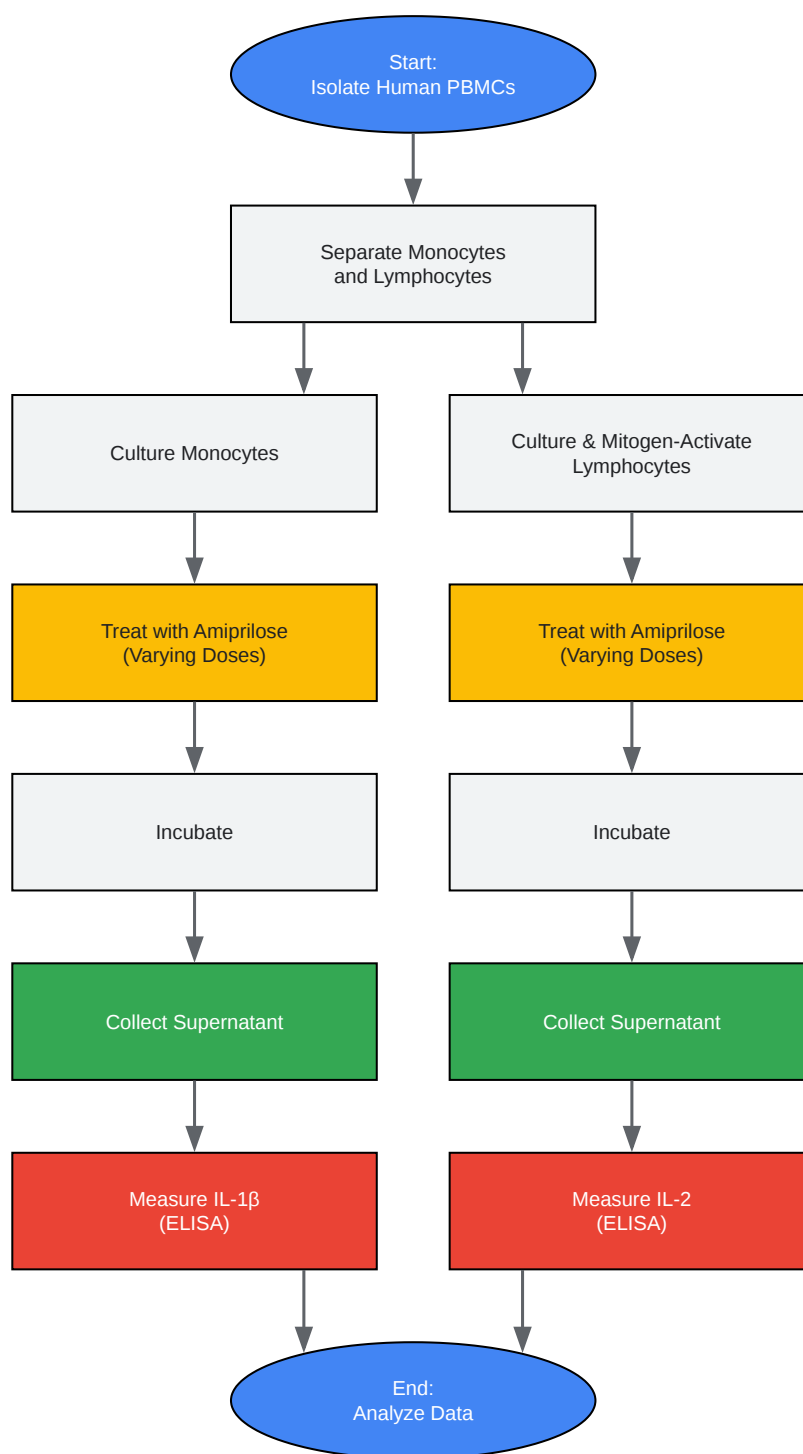 Start:
Isolate Human PBMCs
Separate Monocytes
and Lymphocytes
Culture Monocytes
Culture & Mitogen-Activate
Lymphocytes
Treat with Amiprilose
(Varying Doses)
Treat with Amiprilose
(Varying Doses)
Incubate
Incubate
Collect Supernatant
Collect Supernatant
Measure IL-1β
(ELISA)
Measure IL-2
(ELISA)
End:
Analyze Data